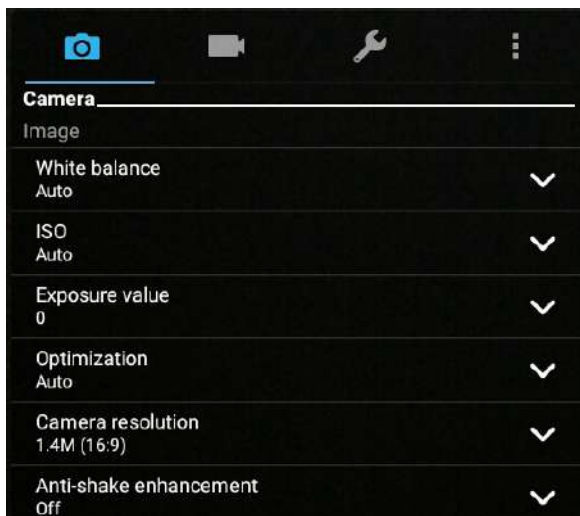 Camera
Image
White balance
Auto
ISO
Auto
Exposure value
0
Optimization
Auto
Camera resolution
1.4M (16:9)
Anti-shake enhancement
Off